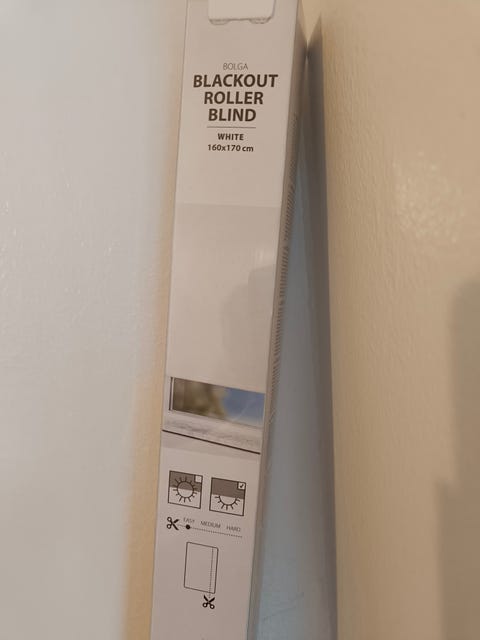 BOLGA
BLACKOUT
ROLLER
BLIND
WHITE
160x170 cm
EASY MEDIUM HARD